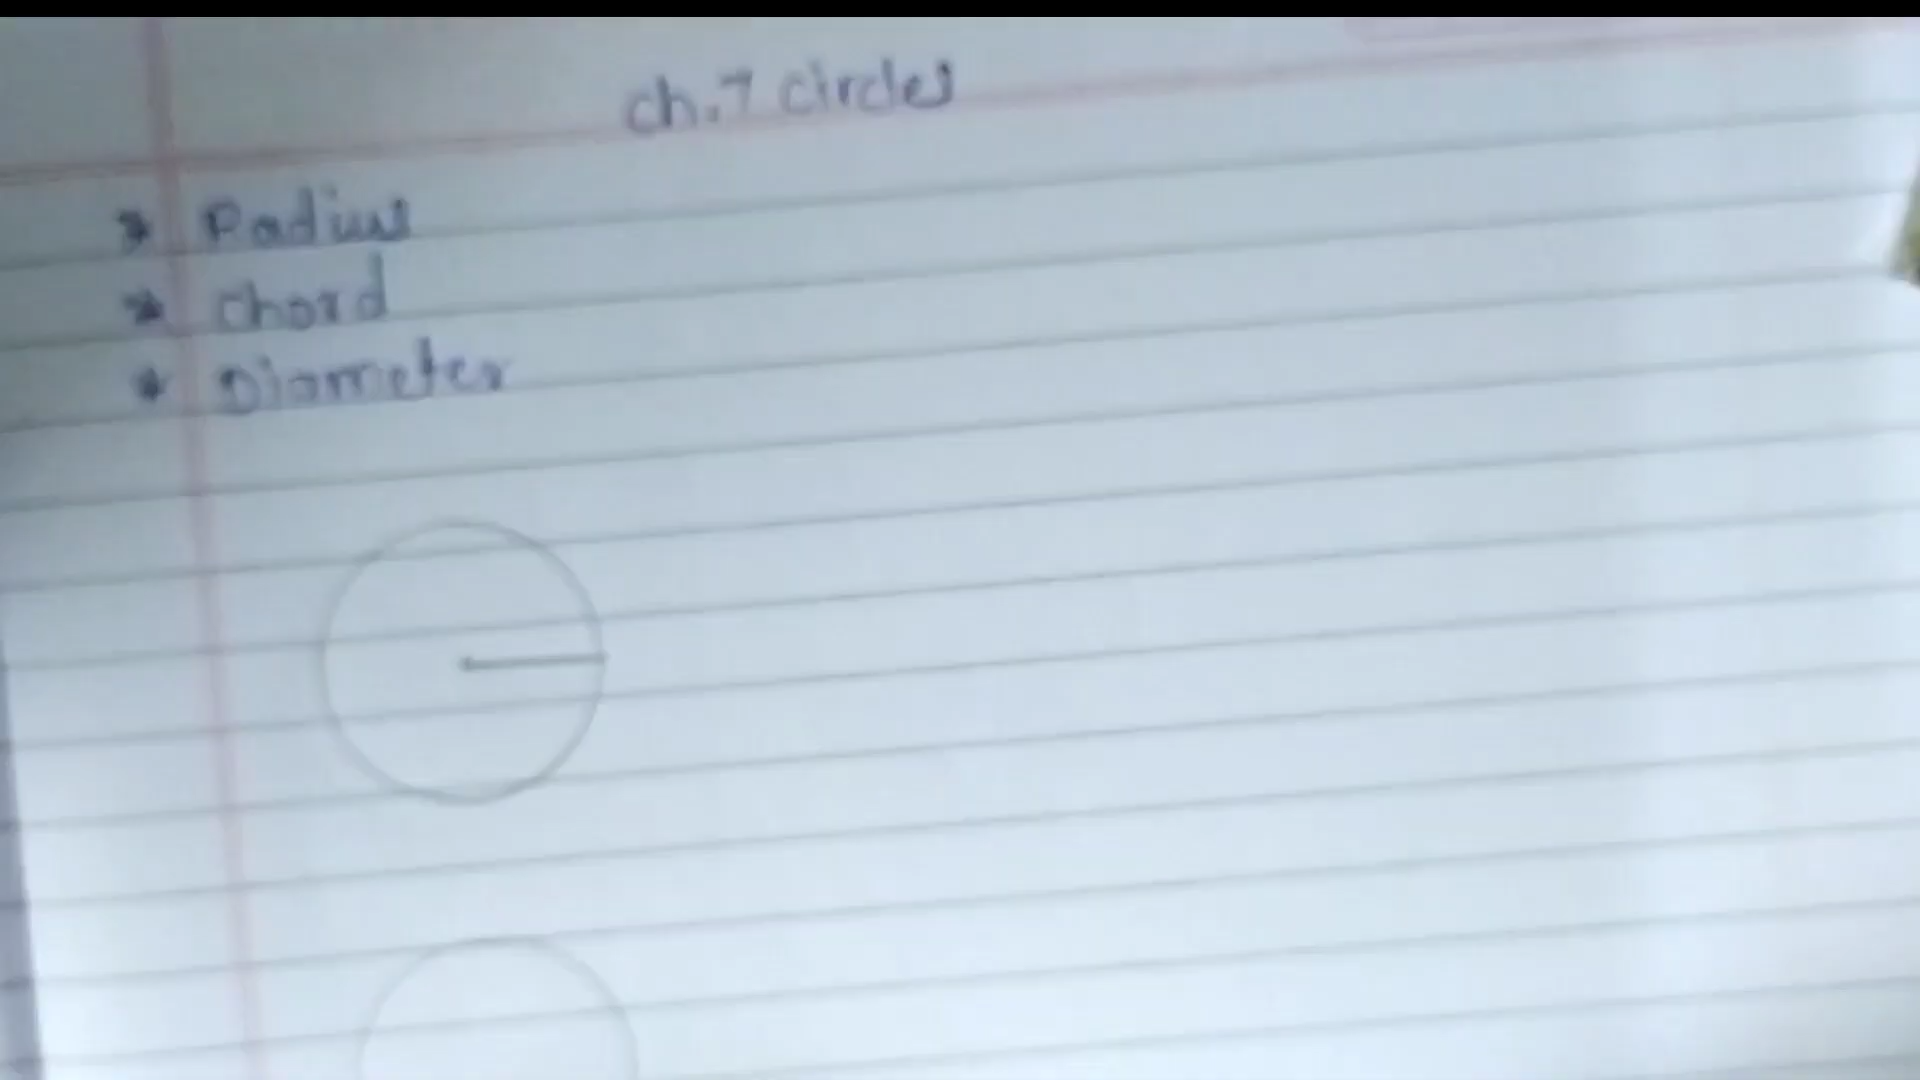 ch.7 circles
* Radius
* chord
* Diameter